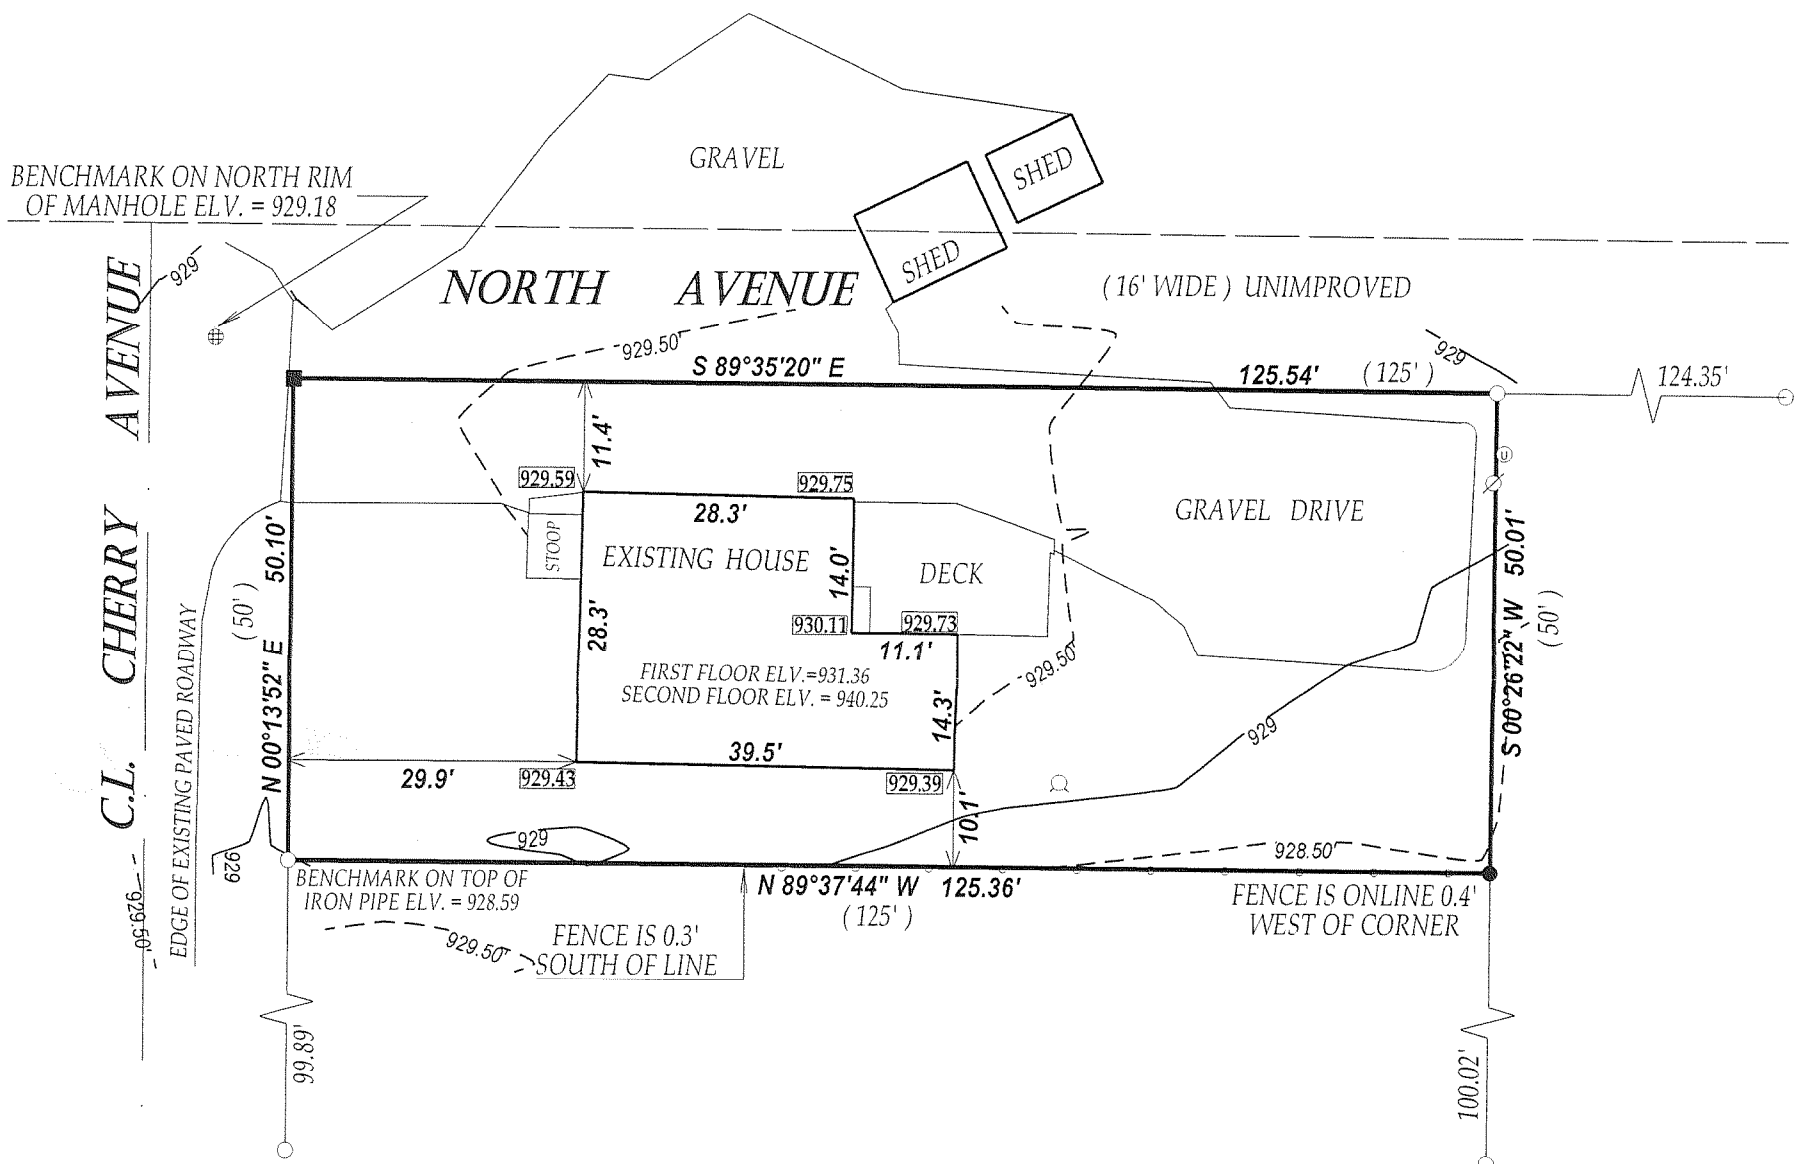 GRAVEL
SHED
BENCHMARK ON NORTH RIM
OF MANHOLE ELV. = 929.18
SHED
929
NORTH AVENUE
( 16' WIDE ) UNIMPROVED
929.50'
929
S 89°35'20" E
125.54'
( 125' )
124.35'
C.L. CHERRY AVENUE
11.4'
929.59
929.75
U
28.3'
GRAVEL DRIVE
STOOP
EXISTING HOUSE
14.0'
DECK
N 00°13'52" E 50.10'
( 50' )
S 00°26'22" W 50.01'
( 50' )
EDGE OF EXISTING PAVED ROADWAY
28.3'
930.11
929.73
11.1'
FIRST FLOOR ELV.=931.36
SECOND FLOOR ELV. = 940.25
929.50'
14.3'
929
39.5'
29.9'
929.43
929.39
10.1'
929
929
928.50'
BENCHMARK ON TOP OF
IRON PIPE ELV. = 928.59
N 89°37'44" W 125.36'
( 125' )
FENCE IS ONLINE 0.4'
WEST OF CORNER
929.50'
929.50'
FENCE IS 0.3'
SOUTH OF LINE
99.89'
100.02'